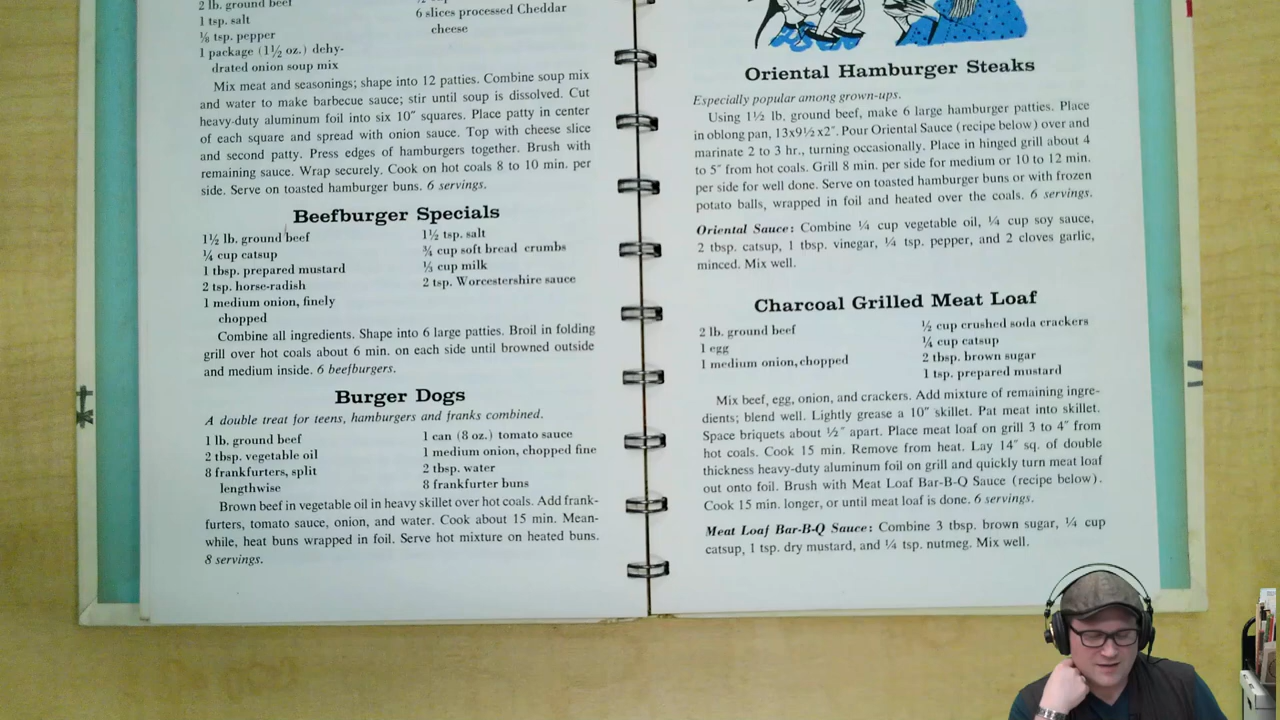 2 lb. ground beef
1 tsp. salt
⅛ tsp. pepper
1 package (1½ oz.) dehy-
drated onion soup mix
6 slices processed Cheddar
cheese
Mix meat and seasonings; shape into 12 patties. Combine soup mix
and water to make barbecue sauce; stir until soup is dissolved. Cut
heavy-duty aluminum foil into six 10" squares. Place patty in center
of each square and spread with onion sauce. Top with cheese slice
and second patty. Press edges of hamburgers together. Brush with
remaining sauce. Wrap securely. Cook on hot coals 8 to 10 min. per
side. Serve on toasted hamburger buns. 6 servings.
Beefburger Specials
1½ lb. ground beef
¼ cup catsup
1 tbsp. prepared mustard
2 tsp. horse-radish
1 medium onion, finely
chopped
1½ tsp. salt
¾ cup soft bread crumbs
⅓ cup milk
2 tsp. Worcestershire sauce
Combine all ingredients. Shape into 6 large patties. Broil in folding
grill over hot coals about 6 min. on each side until browned outside
and medium inside. 6 beefburgers.
Burger Dogs
A double treat for teens, hamburgers and franks combined.
1 lb. ground beef
2 tbsp. vegetable oil
8 frankfurters, split
lengthwise
1 can (8 oz.) tomato sauce
1 medium onion, chopped fine
2 tbsp. water
8 frankfurter buns
Brown beef in vegetable oil in heavy skillet over hot coals. Add frank-
furters, tomato sauce, onion, and water. Cook about 15 min. Mean-
while, heat buns wrapped in foil. Serve hot mixture on heated buns.
8 servings.
Oriental Hamburger Steaks
Especially popular among grown-ups.
Using 1½ lb. ground beef, make 6 large hamburger patties. Place
in oblong pan, 13x9½x2". Pour Oriental Sauce (recipe below) over and
marinate 2 to 3 hr., turning occasionally. Place in hinged grill about 4
to 5" from hot coals. Grill 8 min. per side for medium or 10 to 12 min.
per side for well done. Serve on toasted hamburger buns or with frozen
potato balls, wrapped in foil and heated over the coals. 6 servings.
Oriental Sauce: Combine ¼ cup vegetable oil, ¼ cup soy sauce,
2 tbsp. catsup, 1 tbsp. vinegar, ¼ tsp. pepper, and 2 cloves garlic,
minced. Mix well.
Charcoal Grilled Meat Loaf
2 lb. ground beef
1 egg
1 medium onion, chopped
½ cup crushed soda crackers
¼ cup catsup
2 tbsp. brown sugar
1 tsp. prepared mustard
Mix beef, egg, onion, and crackers. Add mixture of remaining ingre-
dients; blend well. Lightly grease a 10" skillet. Pat meat into skillet.
Space briquets about ½" apart. Place meat loaf on grill 3 to 4" from
hot coals. Cook 15 min. Remove from heat. Lay 14" sq. of double
thickness heavy-duty aluminum foil on grill and quickly turn meat loaf
out onto foil. Brush with Meat Loaf Bar-B-Q Sauce (recipe below).
Cook 15 min. longer, or until meat loaf is done. 6 servings.
Meat Loaf Bar-B-Q Sauce: Combine 3 tbsp. brown sugar, ¼ cup
catsup, 1 tsp. dry mustard, and ¼ tsp. nutmeg. Mix well.